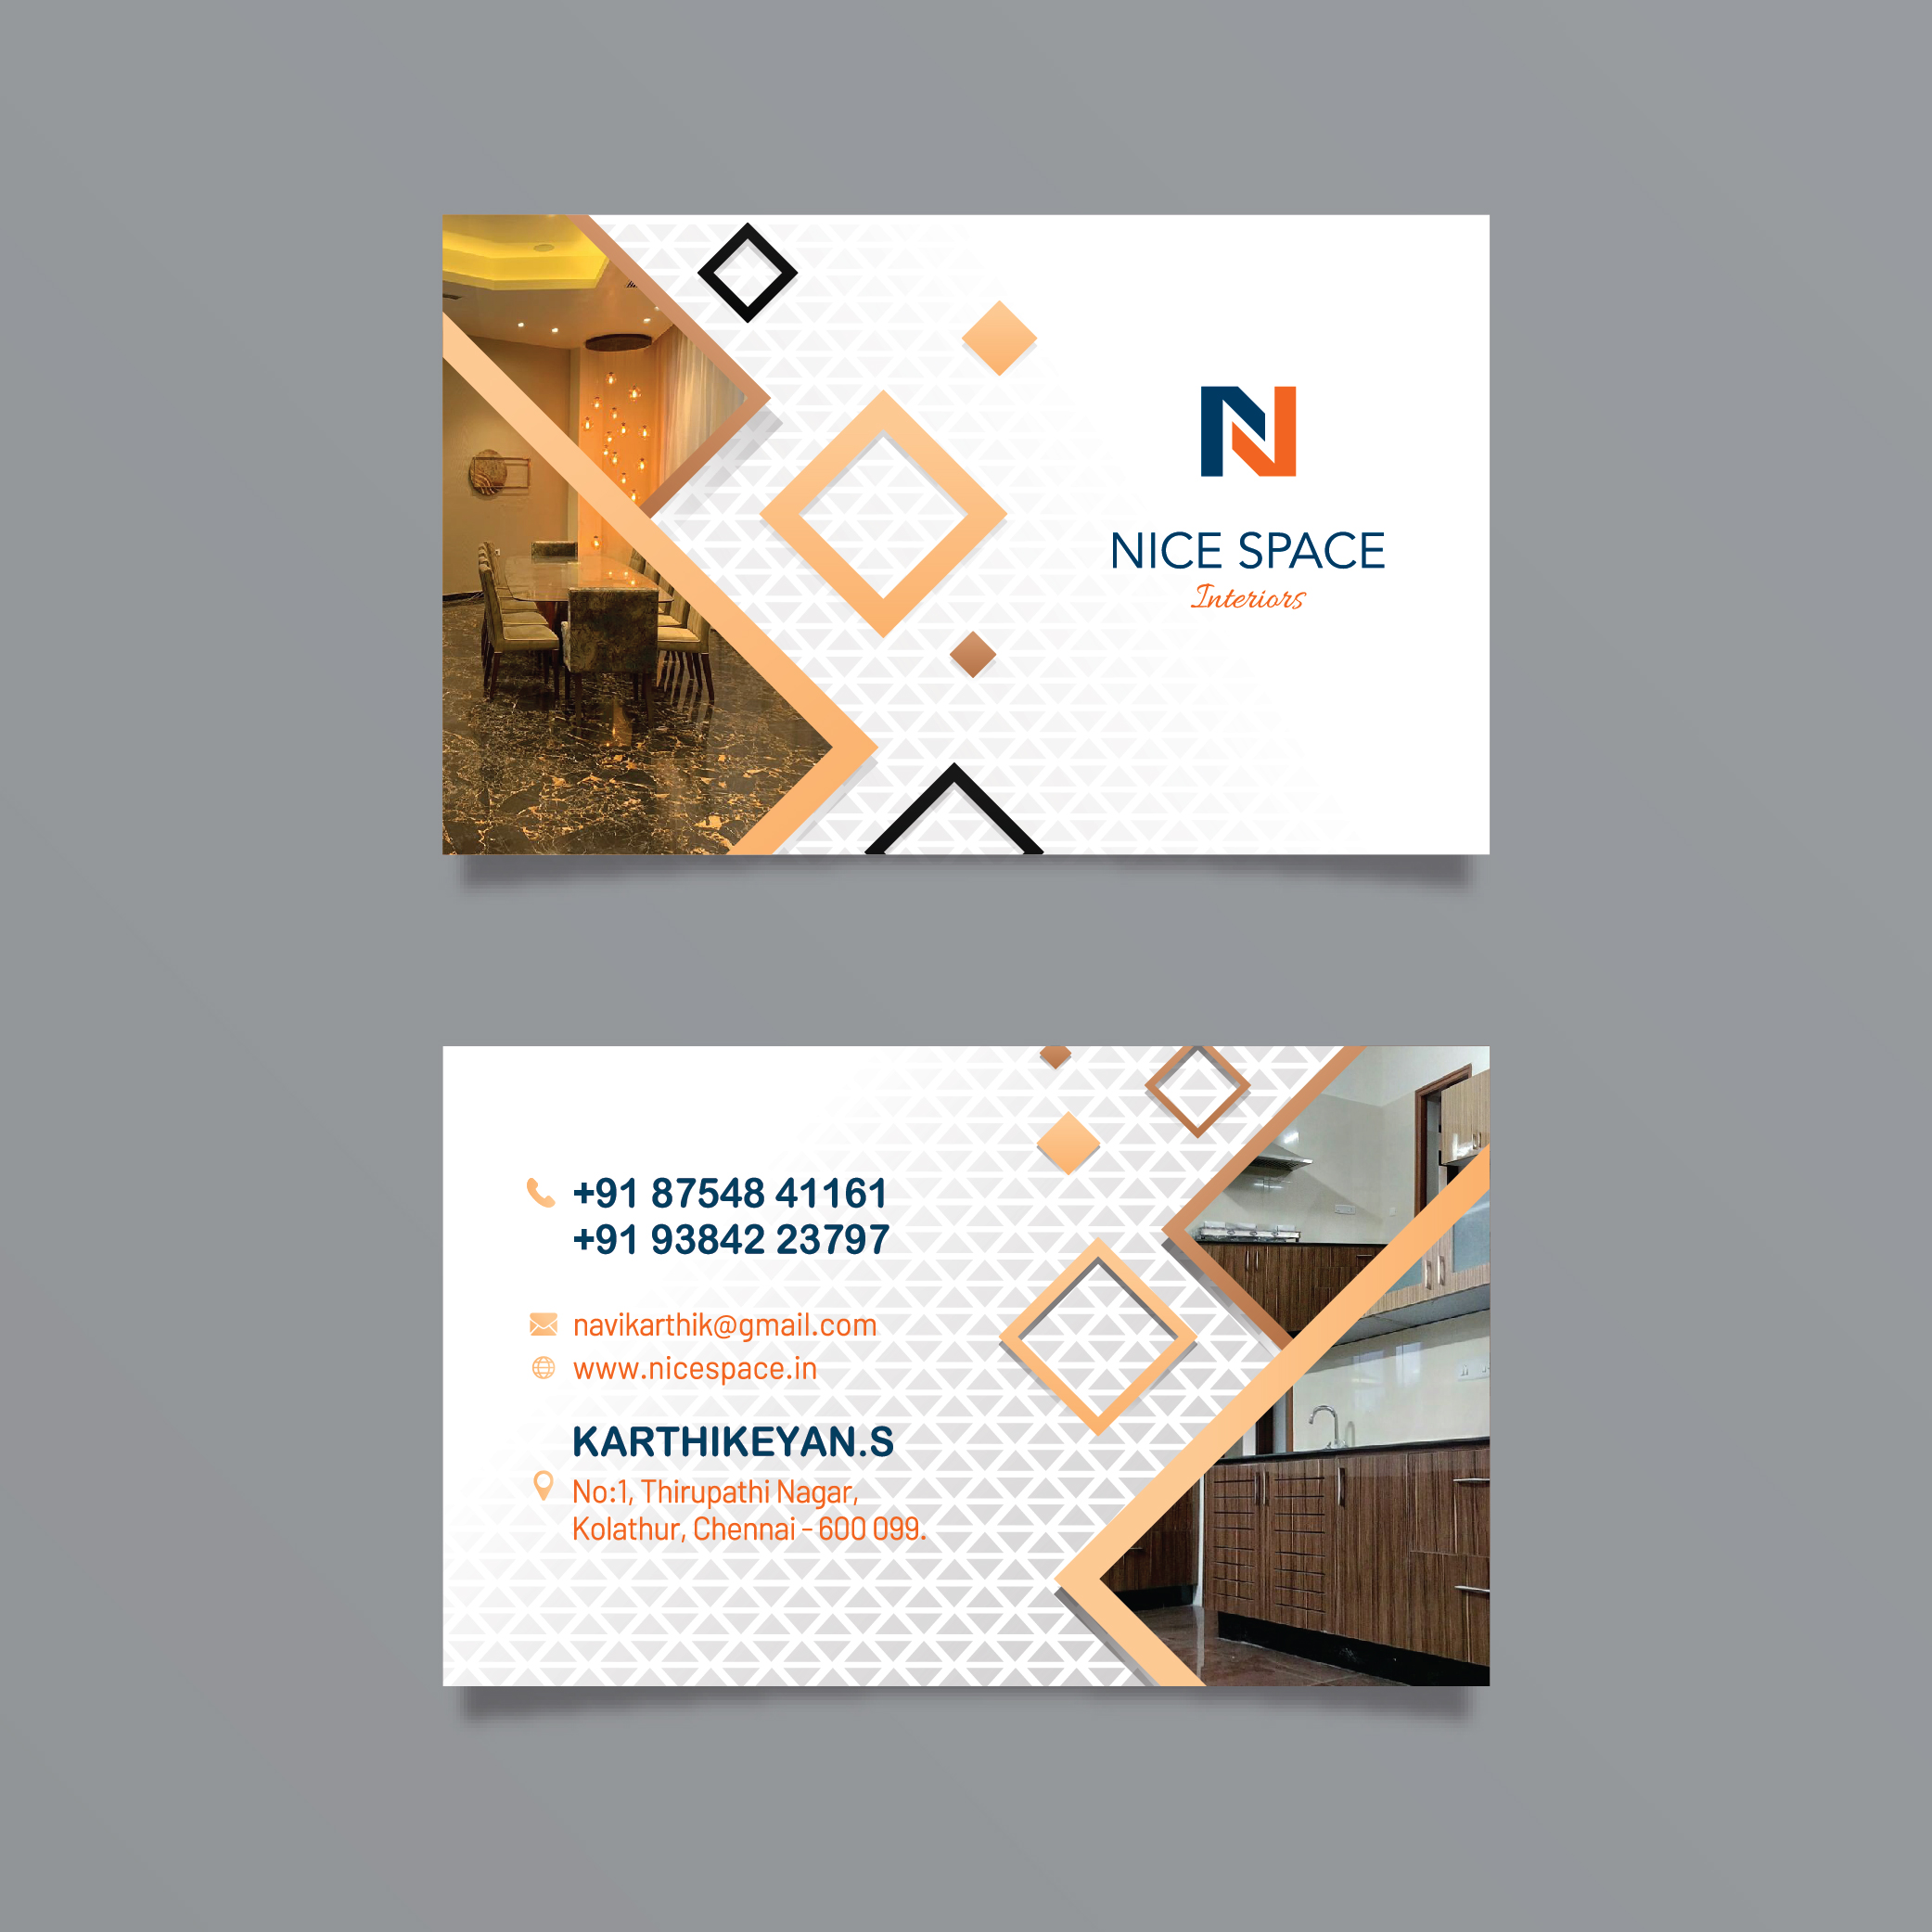 N
NICE SPACE
Interiors
+91 87548 41161
+91 93842 23797
navikarthik@gmail.com
www.nicespace.in
KARTHIKEYAN.S
No:1, Thirupathi Nagar,
Kolathur, Chennai - 600 099.